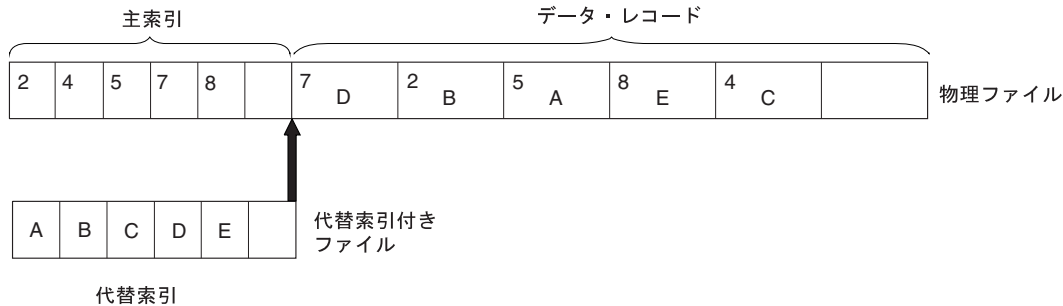 主索引
データ・レコード
2 4 5 7 8 7 D 2 B 5 A 8 E 4 C
物理ファイル
A B C D E
代替索引付き
ファイル
代替索引